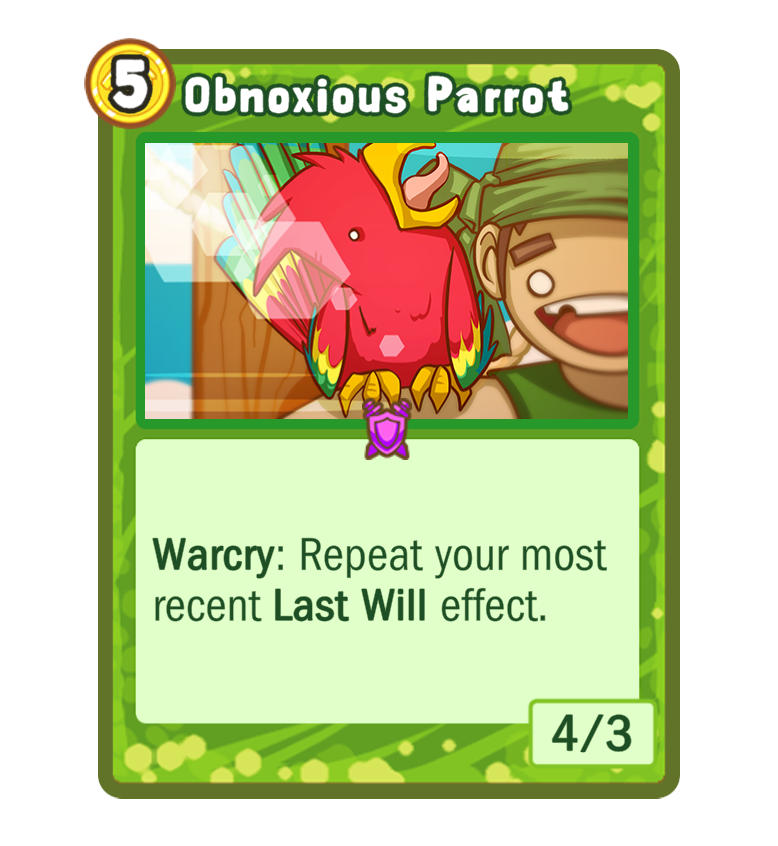 5
Obnoxious Parrot
Warcry: Repeat your most
recent Last Will effect.
4/3